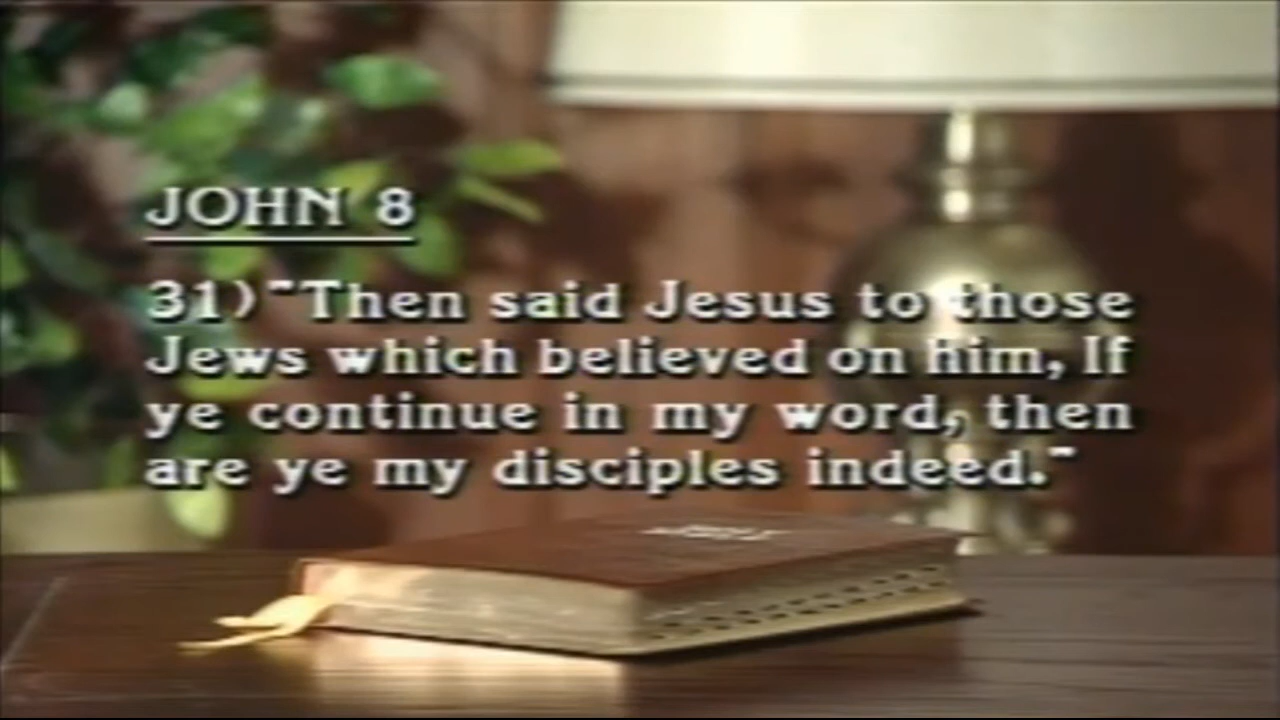 JOHN 8
31)"Then said Jesus to those
Jews which believed on him, If
ye continue in my word, then
are ye my disciples indeed."